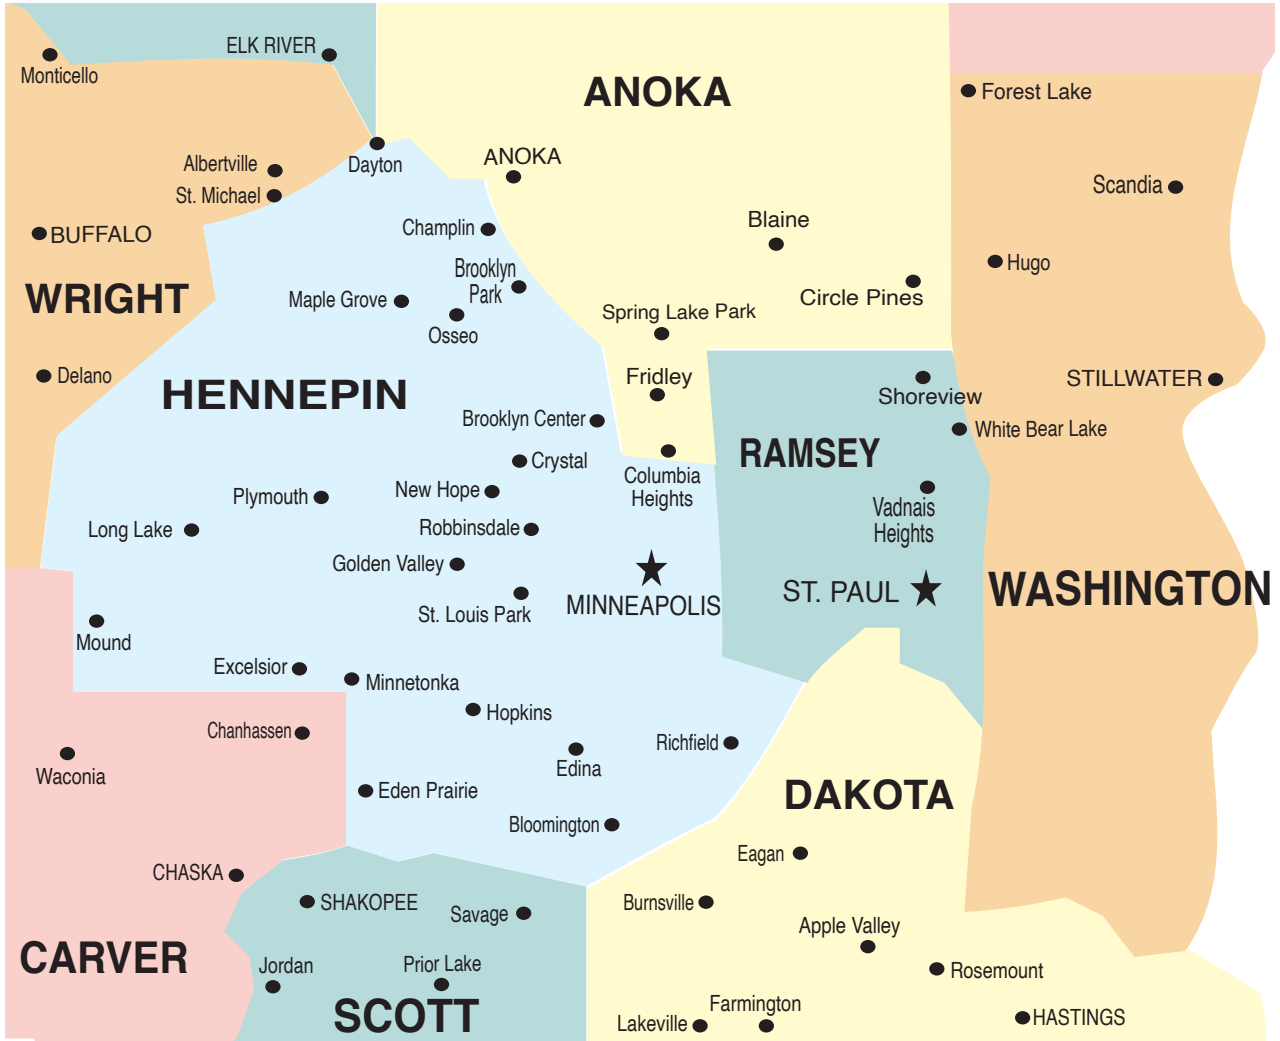 ELK RIVER
Monticello
ANOKA
Forest Lake
Albertville
Dayton
ANOKA
St. Michael
Scandia
BUFFALO
Champlin
Blaine
Brooklyn
Park
Hugo
WRIGHT
Maple Grove
Circle Pines
Osseo
Spring Lake Park
Delano
Fridley
STILLWATER
HENNEPIN
Shoreview
Brooklyn Center
White Bear Lake
Crystal
RAMSEY
Columbia
Heights
Plymouth
New Hope
Vadnais
Heights
Long Lake
Robbinsdale
Golden Valley
MINNEAPOLIS
ST. PAUL
WASHINGTON
St. Louis Park
Mound
Excelsior
Minnetonka
Hopkins
Chanhassen
Richfield
Waconia
Edina
Eden Prairie
DAKOTA
Bloomington
Eagan
CHASKA
SHAKOPEE
Savage
Burnsville
Apple Valley
CARVER
Jordan
Prior Lake
Rosemount
SCOTT
Farmington
Lakeville
HASTINGS